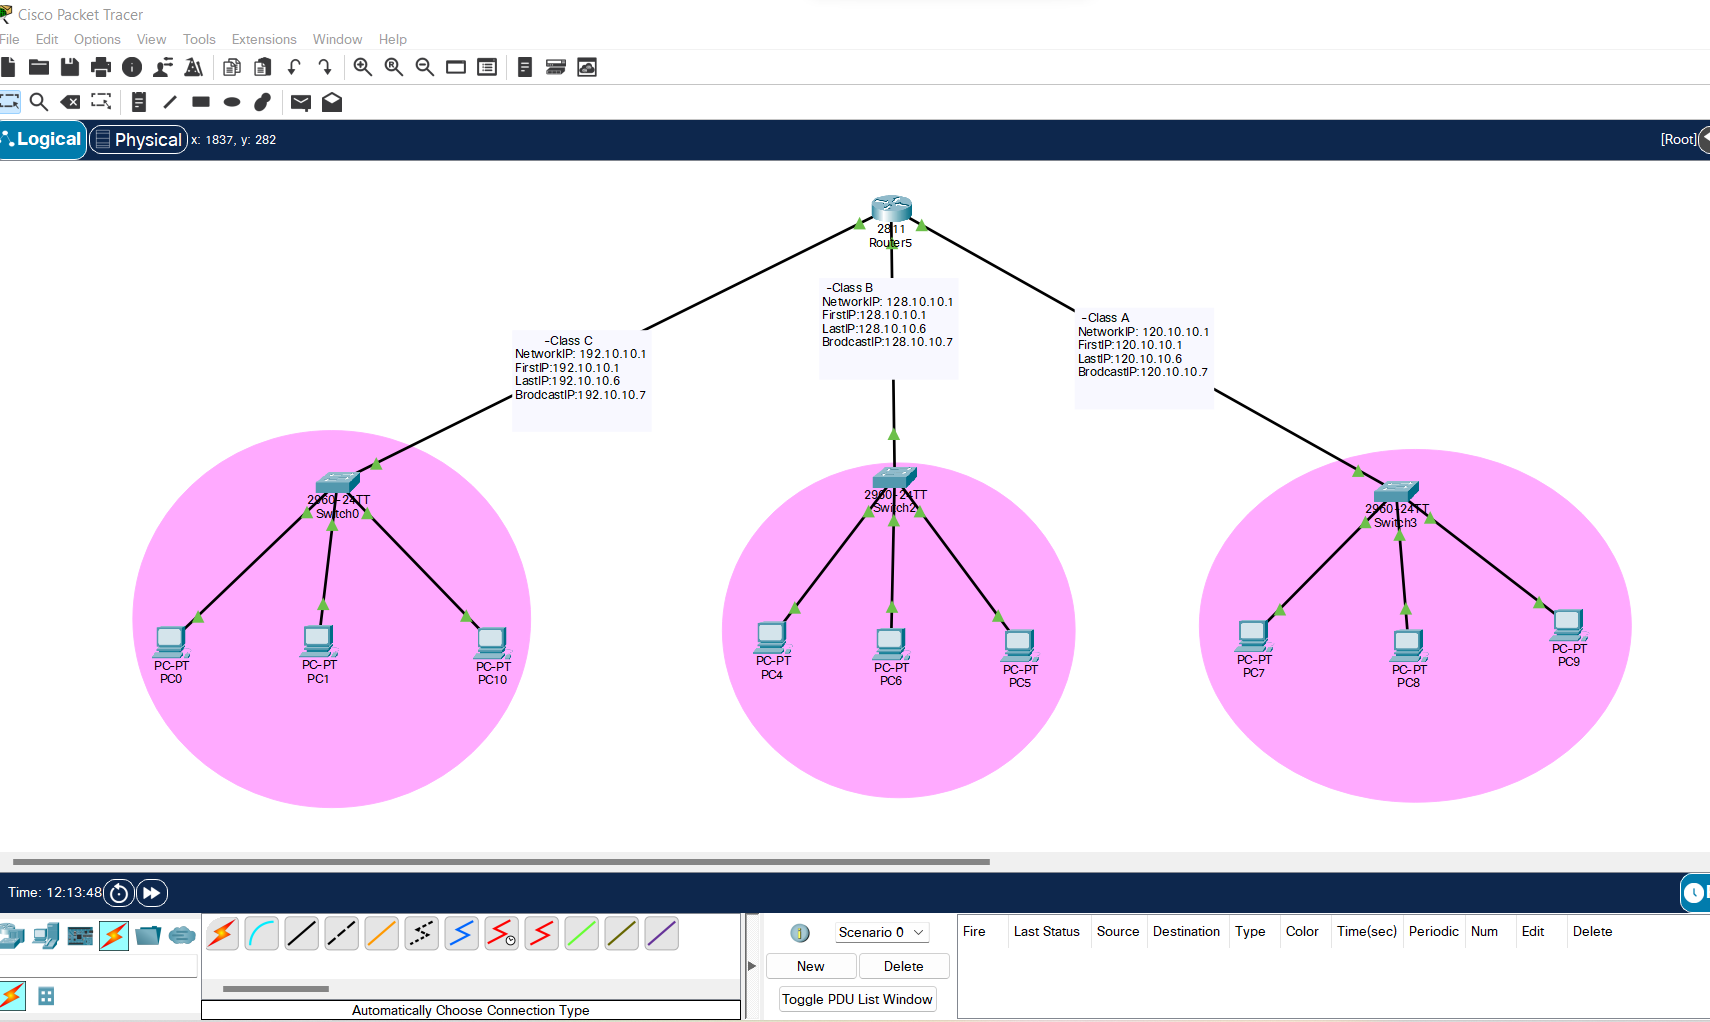 Cisco Packet Tracer
File Edit Options View Tools Extensions Window Help
Logical Physical x: 1837, y: 282 [Root]
2811
Router5
-Class B
NetworkIP: 128.10.10.1
FirstIP:128.10.10.1
LastIP:128.10.10.6
BrodcastIP:128.10.10.7
-Class A
NetworkIP: 120.10.10.1
FirstIP:120.10.10.1
LastIP:120.10.10.6
BrodcastIP:120.10.10.7
-Class C
NetworkIP: 192.10.10.1
FirstIP:192.10.10.1
LastIP:192.10.10.6
BrodcastIP:192.10.10.7
2960-24TT
Switch0
2960-24TT
Switch2
2960-24TT
Switch3
PC-PT
PC0
PC-PT
PC1
PC-PT
PC10
PC-PT
PC4
PC-PT
PC6
PC-PT
PC5
PC-PT
PC7
PC-PT
PC8
PC-PT
PC9
Time: 12:13:48
Scenario 0
New Delete
Toggle PDU List Window
Fire Last Status Source Destination Type Color Time(sec) Periodic Num Edit Delete
Automatically Choose Connection Type